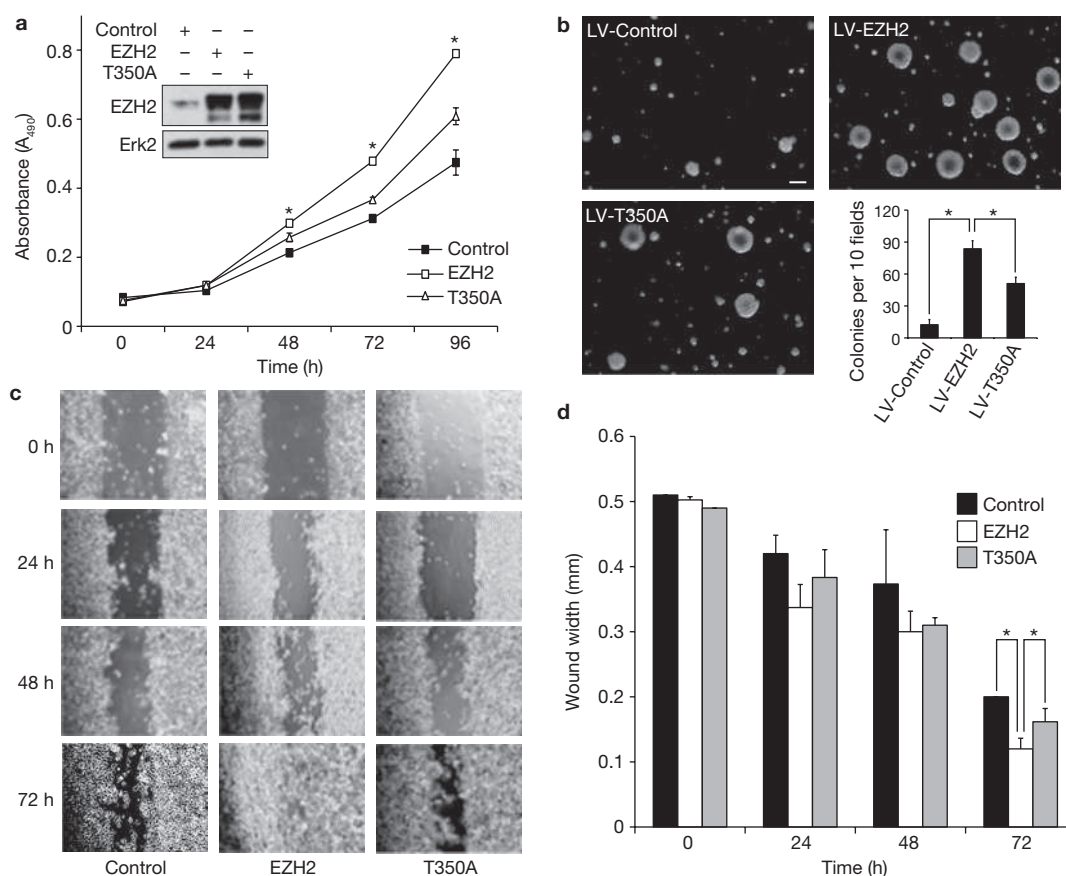 a
Control + – –
EZH2 – + –
T350A – – +
EZH2
Erk2
Absorbance (A490)
0.8
0.6
0.4
0.2
0
* * *
Control
EZH2
T350A
0 24 48 72 96
Time (h)
b
LV-Control
LV-EZH2
LV-T350A
Colonies per 10 fields
120
90
60
30
0
* *
LV-Control
LV-EZH2
LV-T350A
c
0 h
24 h
48 h
72 h
Control EZH2 T350A
d
Wound width (mm)
0.6
0.5
0.4
0.3
0.2
0.1
0
Control
EZH2
T350A
* *
0 24 48 72
Time (h)